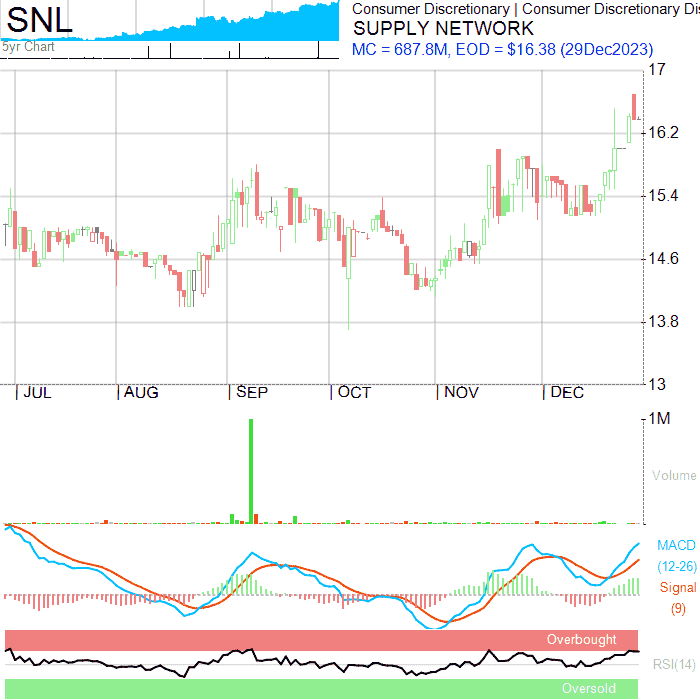 SNL
5yr Chart
Consumer Discretionary | Consumer Discretionary Dis
SUPPLY NETWORK
MC = 687.8M, EOD = $16.38 (29Dec2023)
17
16.2
15.4
14.6
13.8
13
JUL AUG SEP OCT NOV DEC
1M
Volume
MACD
(12-26)
Signal
(9)
Overbought
RSI(14)
Oversold